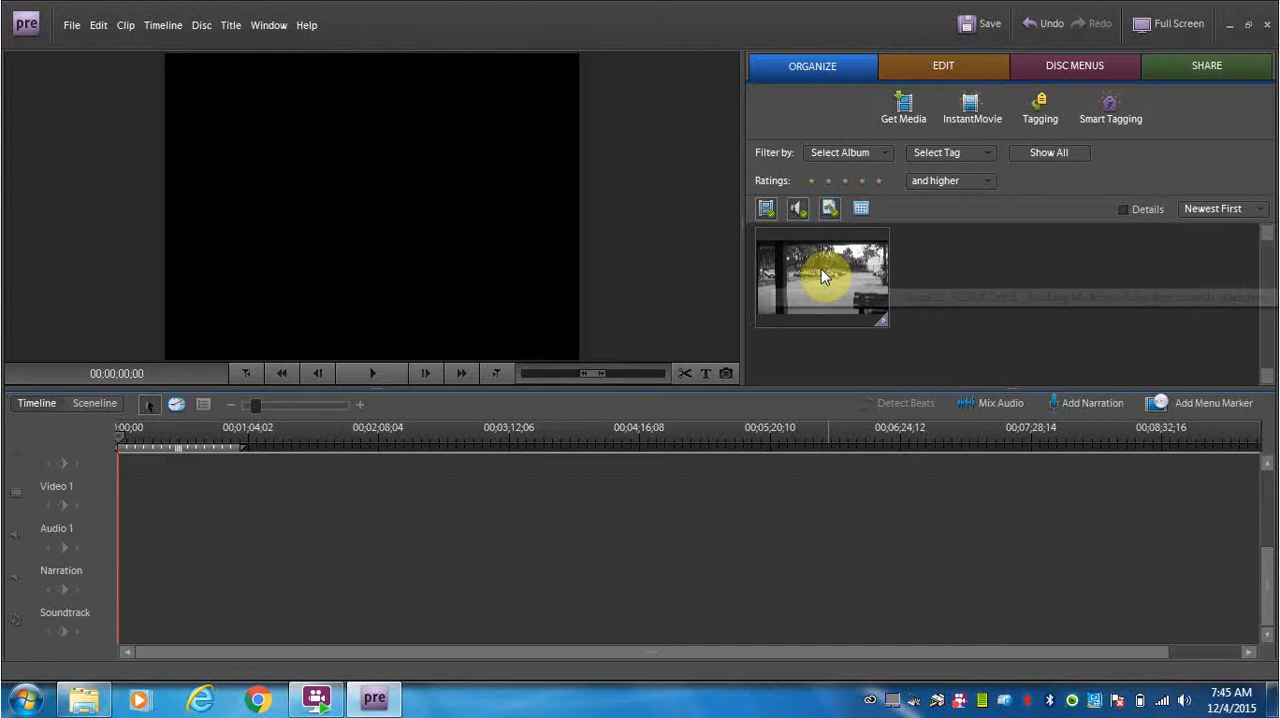 pre File Edit Clip Timeline Disc Title Window Help Save Undo Redo Full Screen
ORGANIZE EDIT DISC MENUS SHARE
Get Media InstantMovie Tagging Smart Tagging
Filter by: Select Album Select Tag Show All
Ratings: and higher
Details Newest First
00;00;00;00 T
Timeline Sceneline Detect Beats Mix Audio Add Narration Add Menu Marker
:00;00 00;01;04;02 00;02;08;04 00;03;12;06 00;04;16;08 00;05;20;10 00;06;24;12 00;07;28;14 00;08;32;16
Video 1
Audio 1
Narration
Soundtrack
pre 7:45 AM
12/4/2015